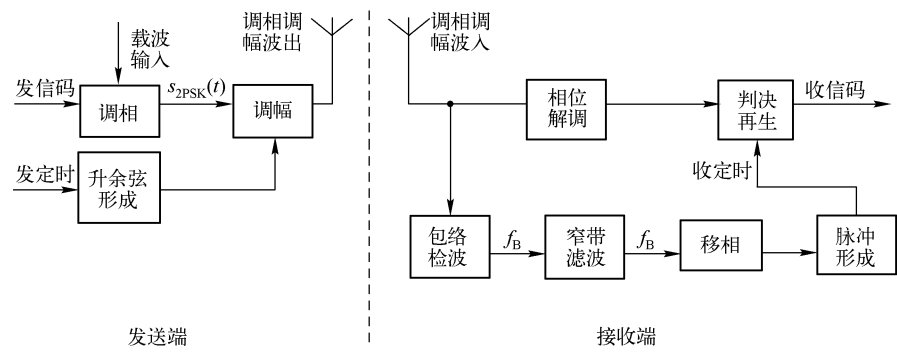 载波
输入
发信码
调相
s2PSK(t)
调幅
调相调
幅波出
发定时
升余弦
形成
发送端
调相调
幅波入
相位
解调
判决
再生
收信码
收定时
包络
检波
fB
窄带
滤波
fB
移相
脉冲
形成
接收端